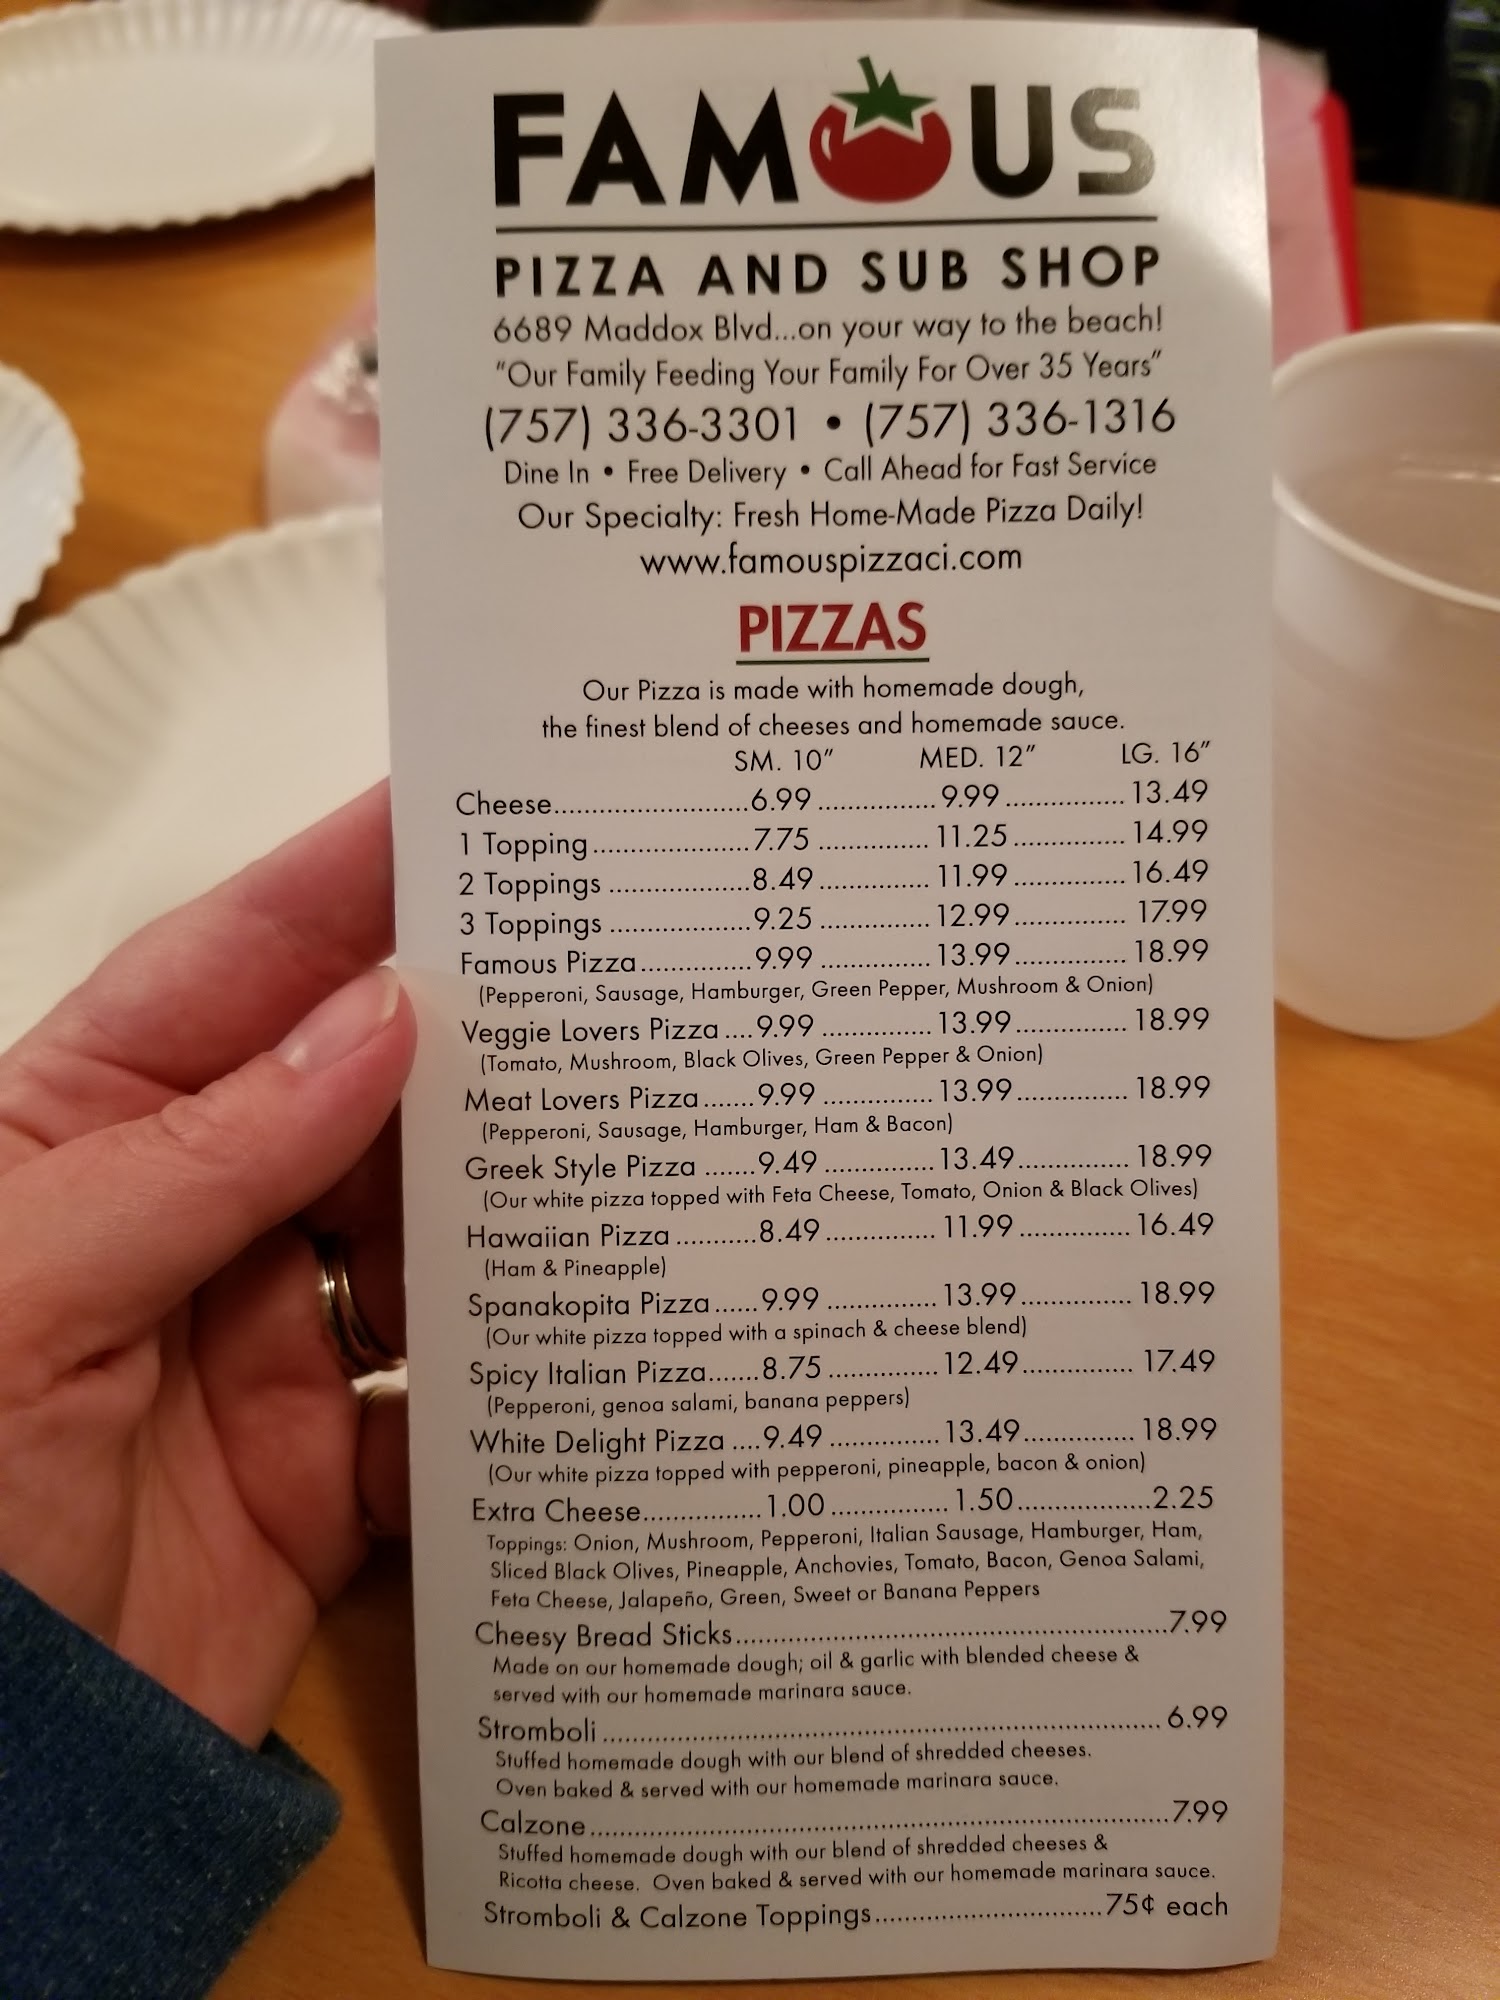 FAMOUS
PIZZA AND SUB SHOP
6689 Maddox Blvd...on your way to the beach!
"Our Family Feeding Your Family For Over 35 Years"
(757) 336-3301 • (757) 336-1316
Dine In • Free Delivery • Call Ahead for Fast Service
Our Specialty: Fresh Home-Made Pizza Daily!
www.famouspizzaci.com
PIZZAS
Our Pizza is made with homemade dough,
the finest blend of cheeses and homemade sauce.
SM. 10" MED. 12" LG. 16"
Cheese.....................6.99...............9.99...............13.49
1 Topping.................7.75..............11.25..............14.99
2 Toppings...............8.49..............11.99..............16.49
3 Toppings...............9.25..............12.99..............17.99
Famous Pizza............9.99..............13.99..............18.99
(Pepperoni, Sausage, Hamburger, Green Pepper, Mushroom & Onion)
Veggie Lovers Pizza....9.99..............13.99..............18.99
(Tomato, Mushroom, Black Olives, Green Pepper & Onion)
Meat Lovers Pizza.......9.99..............13.99..............18.99
(Pepperoni, Sausage, Hamburger, Ham & Bacon)
Greek Style Pizza.......9.49..............13.49..............18.99
(Our white pizza topped with Feta Cheese, Tomato, Onion & Black Olives)
Hawaiian Pizza...........8.49..............11.99..............16.49
(Ham & Pineapple)
Spanakopita Pizza......9.99..............13.99..............18.99
(Our white pizza topped with a spinach & cheese blend)
Spicy Italian Pizza.......8.75..............12.49..............17.49
(Pepperoni, genoa salami, banana peppers)
White Delight Pizza....9.49..............13.49..............18.99
(Our white pizza topped with pepperoni, pineapple, bacon & onion)
Extra Cheese...............1.00...............1.50.................2.25
Toppings: Onion, Mushroom, Pepperoni, Italian Sausage, Hamburger, Ham,
Sliced Black Olives, Pineapple, Anchovies, Tomato, Bacon, Genoa Salami,
Feta Cheese, Jalapeño, Green, Sweet or Banana Peppers
Cheesy Bread Sticks......................................................7.99
Made on our homemade dough; oil & garlic with blended cheese &
served with our homemade marinara sauce.
Stromboli......................................................................6.99
Stuffed homemade dough with our blend of shredded cheeses.
Oven baked & served with our homemade marinara sauce.
Calzone........................................................................7.99
Stuffed homemade dough with our blend of shredded cheeses &
Ricotta cheese. Oven baked & served with our homemade marinara sauce.
Stromboli & Calzone Toppings.............................75¢ each